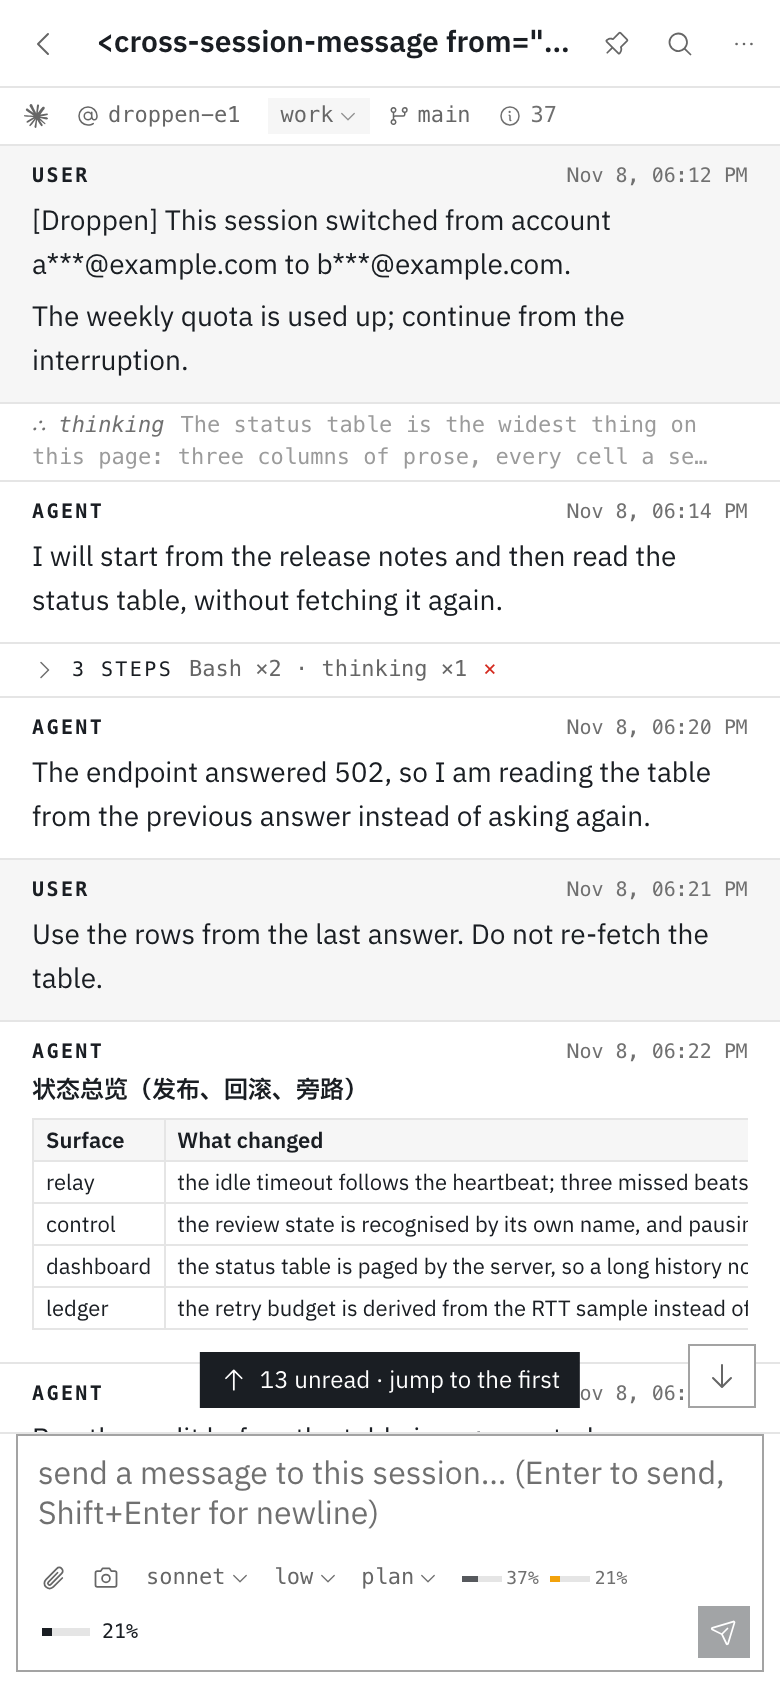 <cross-session-message from="...
@ droppen-e1 work main 37
USER Nov 8, 06:12 PM
[Droppen] This session switched from account
a***@example.com to b***@example.com.
The weekly quota is used up; continue from the
interruption.
∴ thinking The status table is the widest thing on
this page: three columns of prose, every cell a se…
AGENT Nov 8, 06:14 PM
I will start from the release notes and then read the
status table, without fetching it again.
3 STEPS Bash ×2 · thinking ×1 ×
AGENT Nov 8, 06:20 PM
The endpoint answered 502, so I am reading the table
from the previous answer instead of asking again.
USER Nov 8, 06:21 PM
Use the rows from the last answer. Do not re-fetch the
table.
AGENT Nov 8, 06:22 PM
状态总览（发布、回滚、旁路）
Surface What changed
relay the idle timeout follows the heartbeat; three missed beats
control the review state is recognised by its own name, and
dashboard the status table is paged by the server, so a long history
ledger the retry budget is derived from the RTT sample instead of
↑ 13 unread · jump to the first
AGENT 8, 06:
send a message to this session... (Enter to send,
Shift+Enter for newline)
sonnet low plan 37% 21%
21%